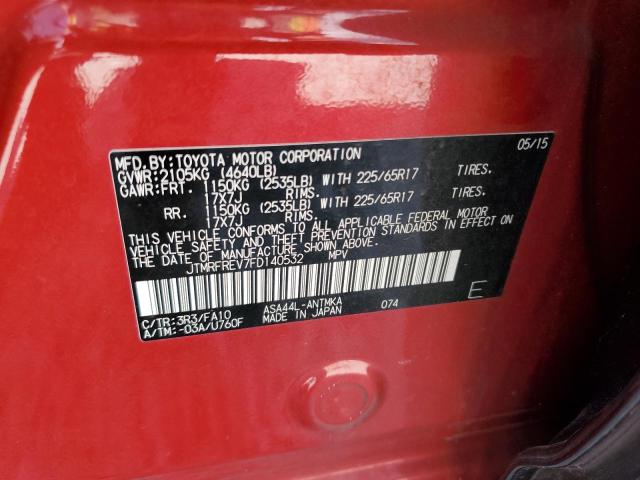 MFD.BY:TOYOTA MOTOR CORPORATION 05/15
GVWR:2105KG (4640LB)
GAWR:FRT. 1150KG (2535LB) WITH 225/65R17 TIRES.
17X7J RIMS.
RR. 1150KG (2535LB) WITH 225/65R17 TIRES.
17X7J RIMS.
THIS VEHICLE CONFORMS TO ALL APPLICABLE FEDERAL MOTOR
VEHICLE SAFETY AND THEFT PREVENTION STANDARDS IN EFFECT ON
THE DATE OF MANUFACTURE SHOWN ABOVE.
JTMRFREV7FD140532 MPV
C/TR:3R3/FA10 ASA44L-ANTMKA 074 E
A/TM:-03A/U760F MADE IN JAPAN